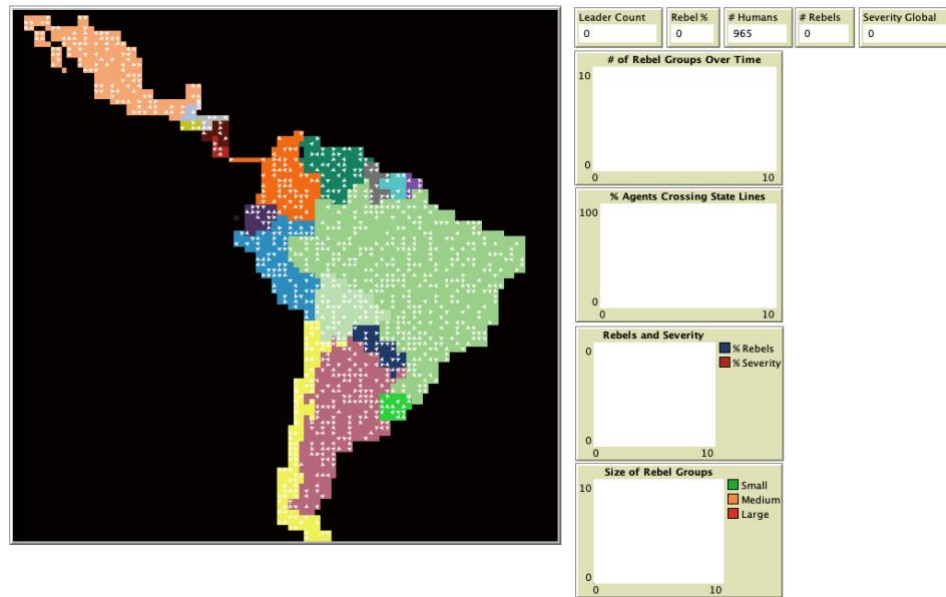 Leader Count Rebel % # Humans # Rebels Severity Global
0 0 965 0 0
# of Rebel Groups Over Time
10
0
0 10
% Agents Crossing State Lines
100
0
0 10
Rebels and Severity
0
% Rebels
% Severity
0
0 10
Size of Rebel Groups
10
Small
Medium
Large
0
0 10